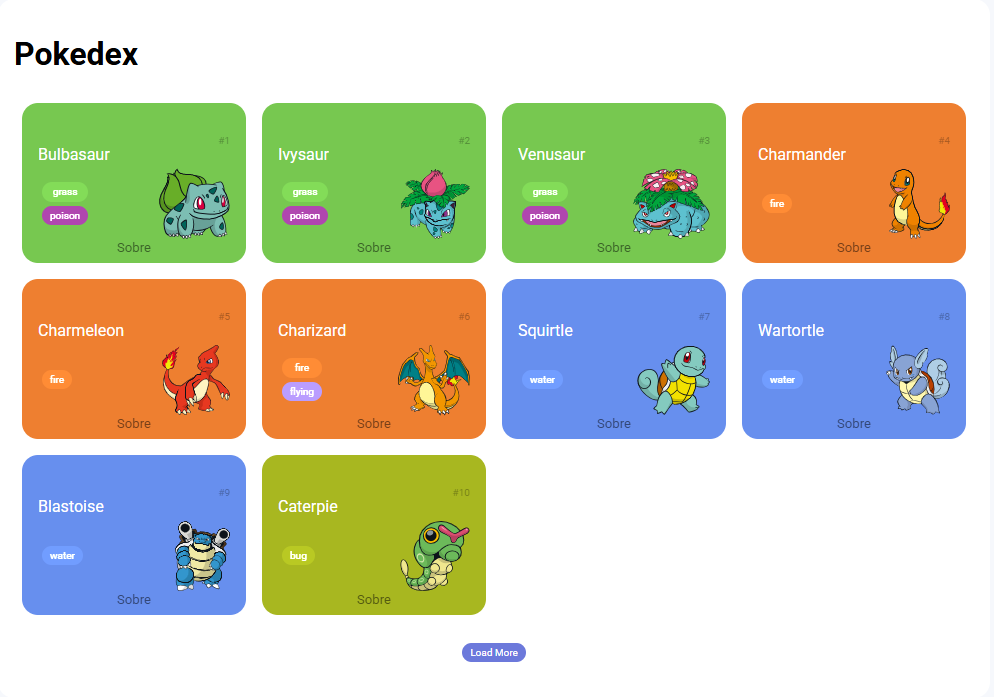 Pokedex
#1
Bulbasaur
grass
poison
Sobre
#2
Ivysaur
grass
poison
Sobre
#3
Venusaur
grass
poison
Sobre
#4
Charmander
fire
Sobre
#5
Charmeleon
fire
Sobre
#6
Charizard
fire
flying
Sobre
#7
Squirtle
water
Sobre
#8
Wartortle
water
Sobre
#9
Blastoise
water
Sobre
#10
Caterpie
bug
Sobre
Load More